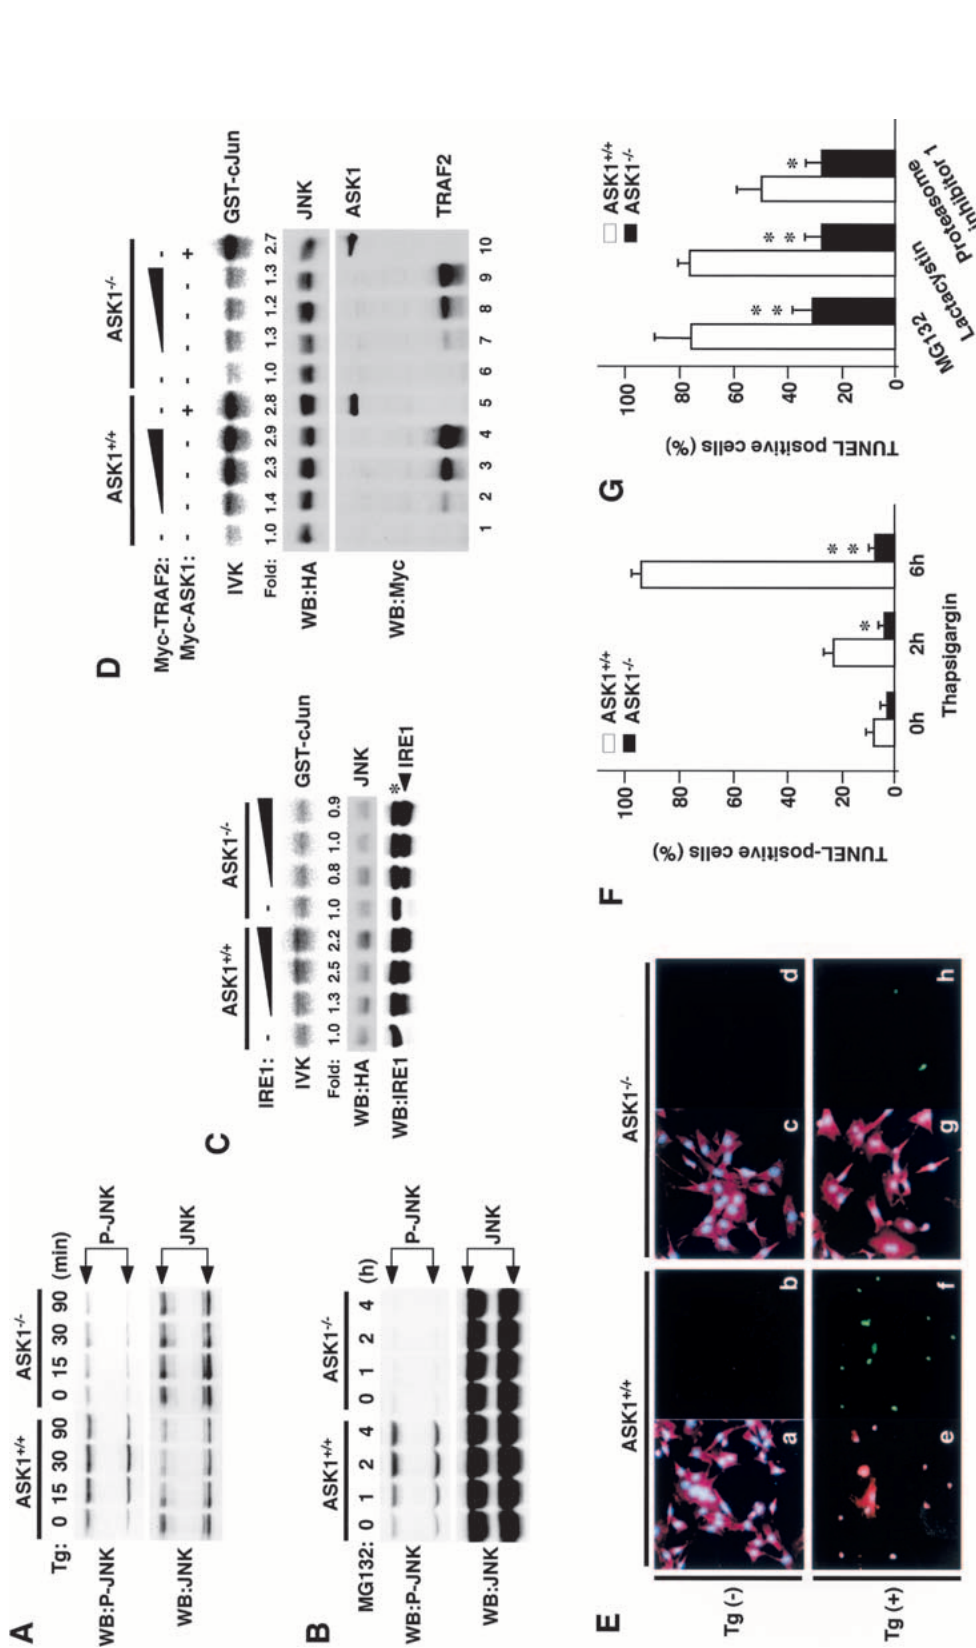 A
ASK1+/+ ASK1-/-
Tg: 0 15 30 90 0 15 30 90 (min)
WB:P-JNK P-JNK
WB:JNK JNK
B
ASK1+/+ ASK1-/-
MG132: 0 1 2 4 0 1 2 4 (h)
WB:P-JNK P-JNK
WB:JNK JNK
C
ASK1+/+ ASK1-/-
IRE1: - -
IVK GST-cJun
Fold: 1.0 1.3 2.5 2.2 1.0 0.8 1.0 0.9
WB:HA JNK
WB:IRE1 * IRE1
D
ASK1+/+ ASK1-/-
Myc-TRAF2: - - - -
Myc-ASK1: - - - - + - - - - +
IVK GST-cJun
Fold: 1.0 1.4 2.3 2.9 2.8 1.0 1.3 1.2 1.3 2.7
WB:HA JNK
WB:Myc ASK1
TRAF2
1 2 3 4 5 6 7 8 9 10
E
ASK1+/+ ASK1-/-
Tg (-) a b c d
Tg (+) e f g h
F
TUNEL-positive cells (%)
100
80
60
40
20
0
ASK1+/+
ASK1-/-
*
* *
0h 2h 6h
Thapsigargin
G
TUNEL positive cells (%)
100
80
60
40
20
0
ASK1+/+
ASK1-/-
* *
* *
*
MG132
Lactacystin
Proteasome
inhibitor 1